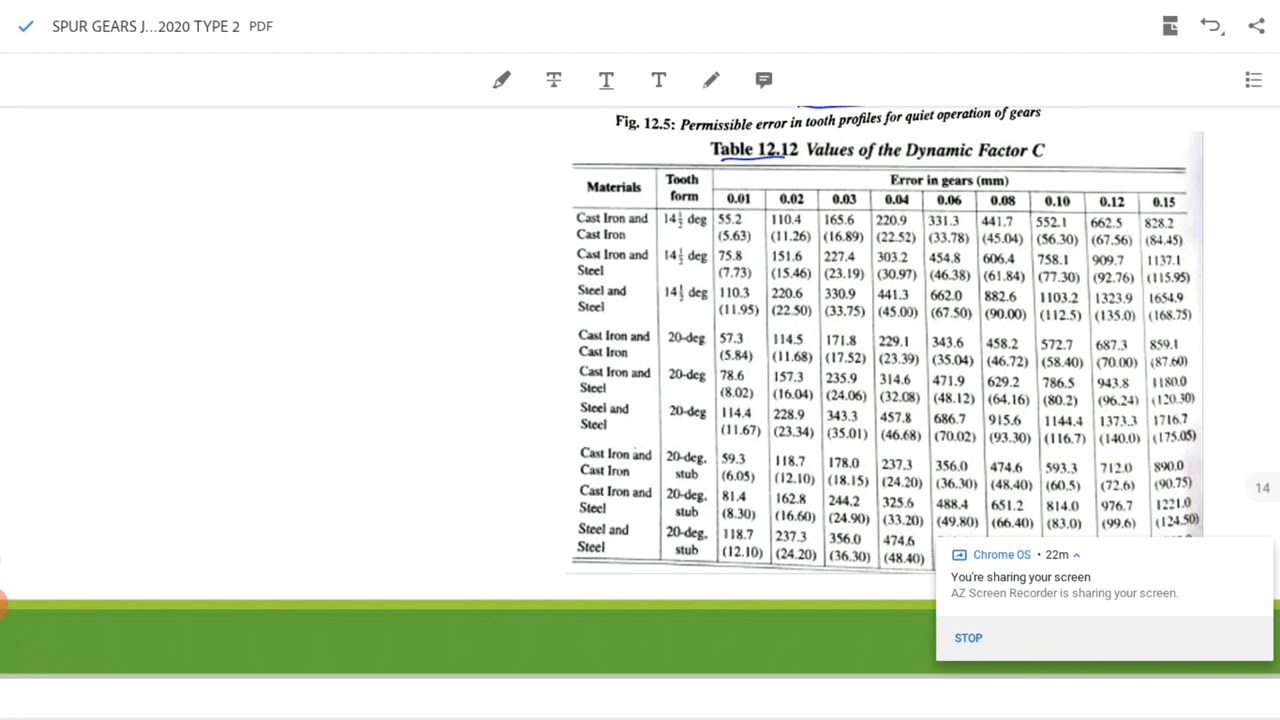 SPUR GEARS J...2020 TYPE 2 PDF
Fig. 12.5: Permissible error in tooth profiles for quiet operation of gears
Table 12.12 Values of the Dynamic Factor C
Materials Tooth form Error in gears (mm)
0.01 0.02 0.03 0.04 0.06 0.08 0.10 0.12 0.15
Cast Iron and 14½ deg 55.2 110.4 165.6 220.9 331.3 441.7 552.1 662.5 828.2
Cast Iron (5.63) (11.26) (16.89) (22.52) (33.78) (45.04) (56.30) (67.56) (84.45)
Cast Iron and 14½ deg 75.8 151.6 227.4 303.2 454.8 606.4 758.1 909.7 1137.1
Steel (7.73) (15.46) (23.19) (30.97) (46.38) (61.84) (77.30) (92.76) (115.95)
Steel and 14½ deg 110.3 220.6 330.9 441.3 662.0 882.6 1103.2 1323.9 1654.9
Steel (11.95) (22.50) (33.75) (45.00) (67.50) (90.00) (112.5) (135.0) (168.75)
Cast Iron and 20-deg 57.3 114.5 171.8 229.1 343.6 458.2 572.7 687.3 859.1
Cast Iron (5.84) (11.68) (17.52) (23.39) (35.04) (46.72) (58.40) (70.00) (87.60)
Cast Iron and 20-deg 78.6 157.3 235.9 314.6 471.9 629.2 786.5 943.8 1180.0
Steel (8.02) (16.04) (24.06) (32.08) (48.12) (64.16) (80.2) (96.24) (120.30)
Steel and 20-deg 114.4 228.9 343.3 457.8 686.7 915.6 1144.4 1373.3 1716.7
Steel (11.67) (23.34) (35.01) (46.68) (70.02) (93.30) (116.7) (140.0) (175.05)
Cast Iron and 20-deg. 59.3 118.7 178.0 237.3 356.0 474.6 593.3 712.0 890.0
Cast Iron stub (6.05) (12.10) (18.15) (24.20) (36.30) (48.40) (60.5) (72.6) (90.75)
Cast Iron and 20-deg. 81.4 162.8 244.2 325.6 488.4 651.2 814.0 976.7 1221.0
Steel stub (8.30) (16.60) (24.90) (33.20) (49.80) (66.40) (83.0) (99.6) (124.50)
Steel and 20-deg. 118.7 237.3 356.0 474.6
Steel stub (12.10) (24.20) (36.30) (48.40)
14
Chrome OS • 22m
You're sharing your screen
AZ Screen Recorder is sharing your screen.
STOP